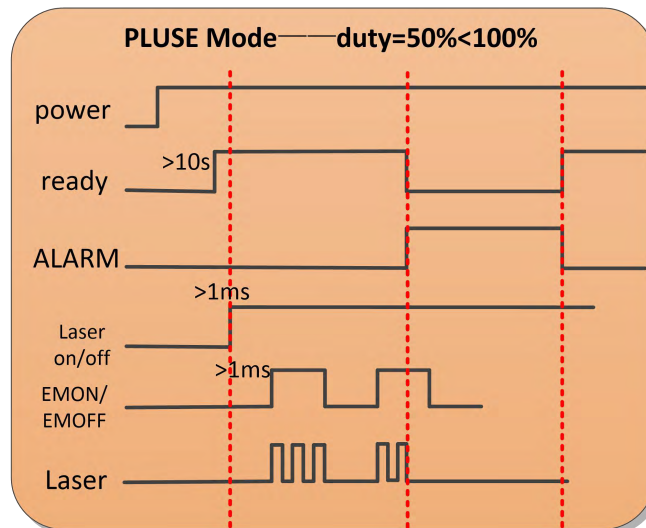 PLUSE Mode——duty=50%<100%
power
>10s
ready
ALARM
>1ms
Laser
on/off
>1ms
EMON/
EMOFF
Laser